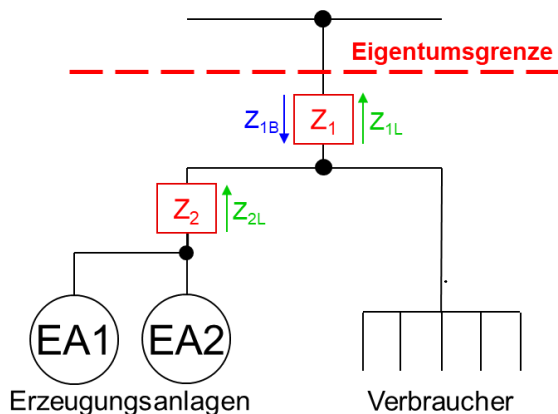 Eigentumsgrenze
Z1B Z1 Z1L
Z2 Z2L
EA1 EA2
Erzeugungsanlagen Verbraucher